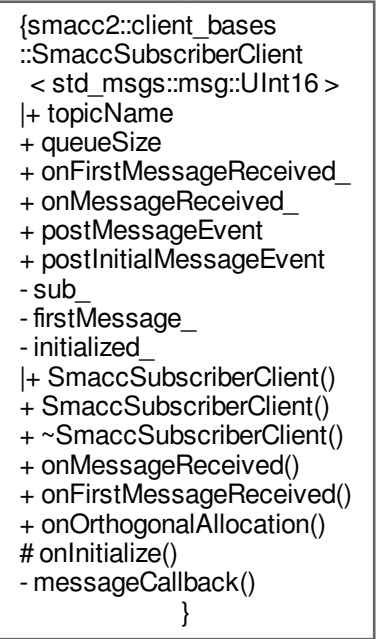 {smacc2::client_bases
::SmaccSubscriberClient
< std_msgs::msg::UInt16 >
|+ topicName
+ queueSize
+ onFirstMessageReceived_
+ onMessageReceived_
+ postMessageEvent
+ postInitialMessageEvent
- sub_
- firstMessage_
- initialized_
|+ SmaccSubscriberClient()
+ SmaccSubscriberClient()
+ ~SmaccSubscriberClient()
+ onMessageReceived()
+ onFirstMessageReceived()
+ onOrthogonalAllocation()
# onInitialize()
- messageCallback()
}